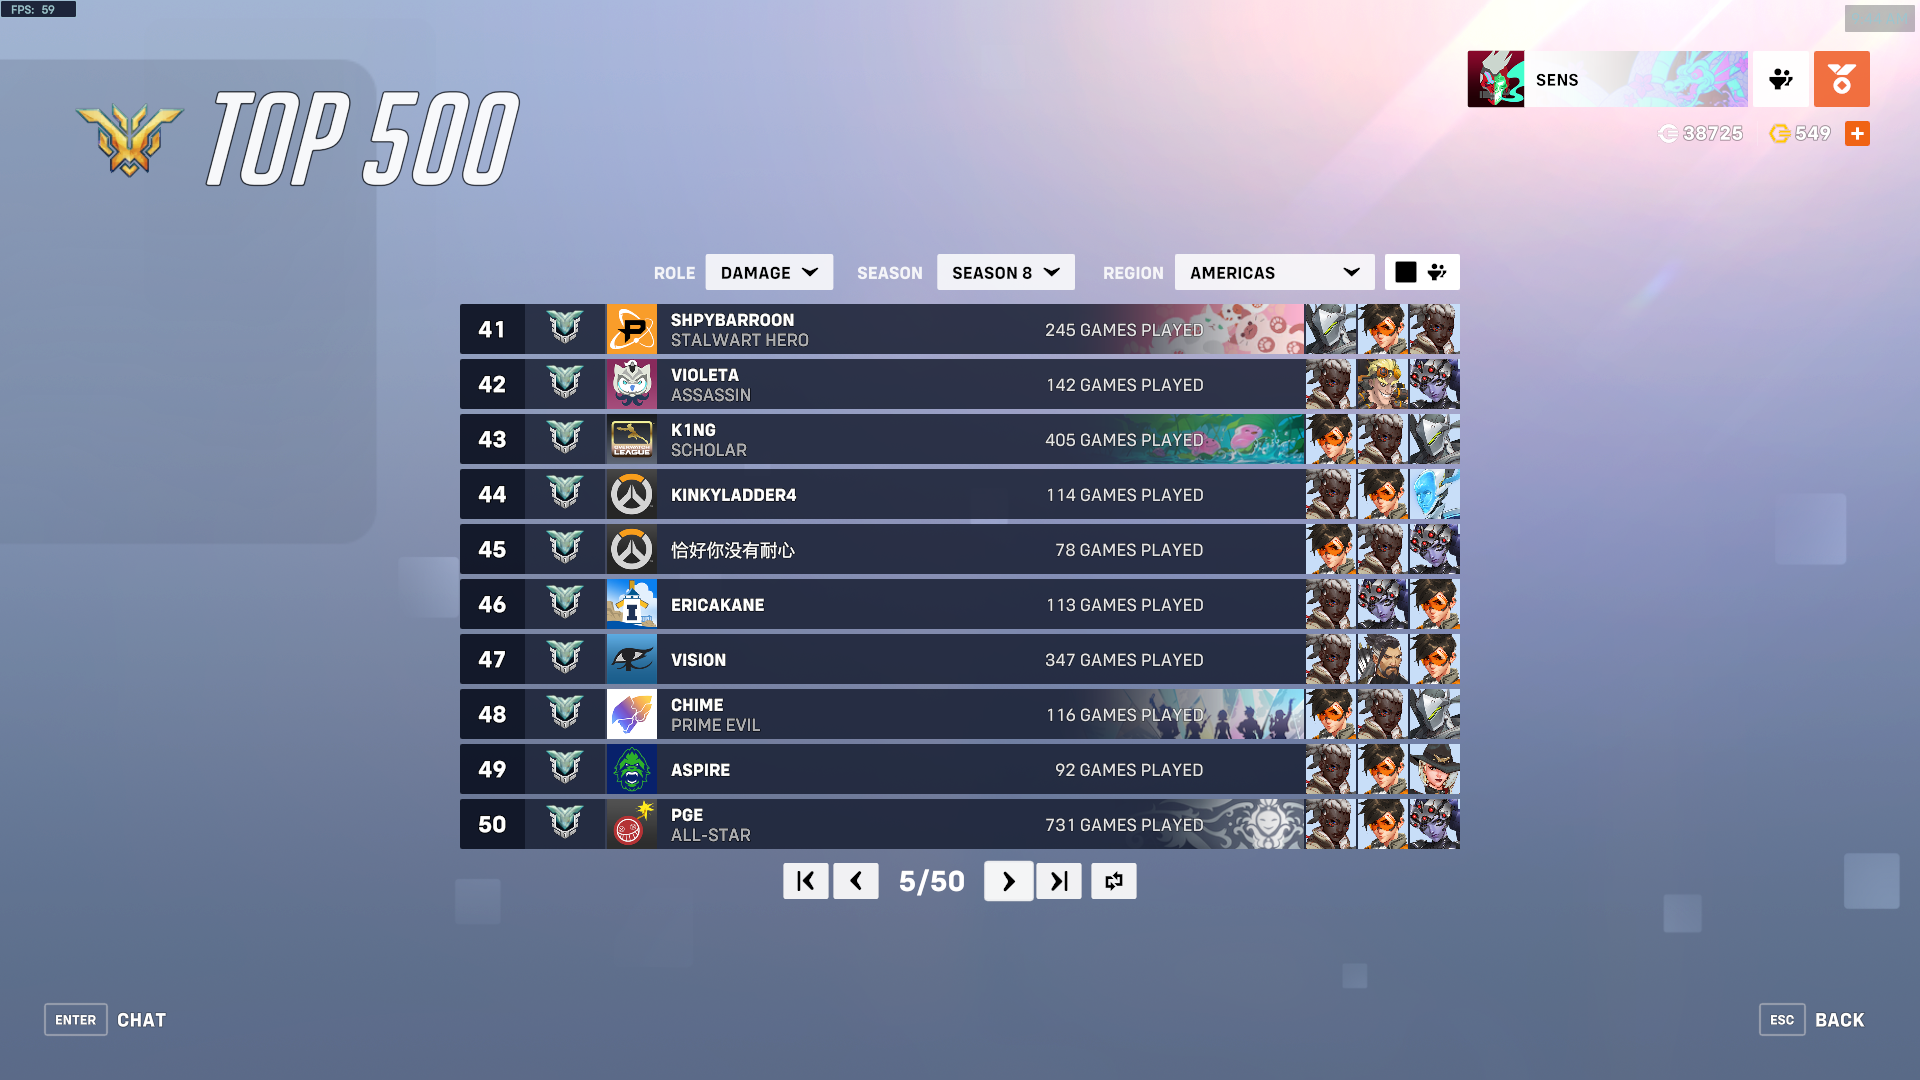 FPS: 59
TOP 500
SENS
38725 549
ROLE DAMAGE SEASON SEASON 8 REGION AMERICAS
41 SHPYBARROON 245 GAMES PLAYED
STALWART HERO
42 VIOLETA 142 GAMES PLAYED
ASSASSIN
43 K1NG 405 GAMES PLAYED
SCHOLAR
44 KINKYLADDER4 114 GAMES PLAYED
45 恰好你没有耐心 78 GAMES PLAYED
46 ERICAKANE 113 GAMES PLAYED
47 VISION 347 GAMES PLAYED
48 CHIME 116 GAMES PLAYED
PRIME EVIL
49 ASPIRE 92 GAMES PLAYED
50 PGE 731 GAMES PLAYED
ALL-STAR
5/50
ENTER CHAT
ESC BACK